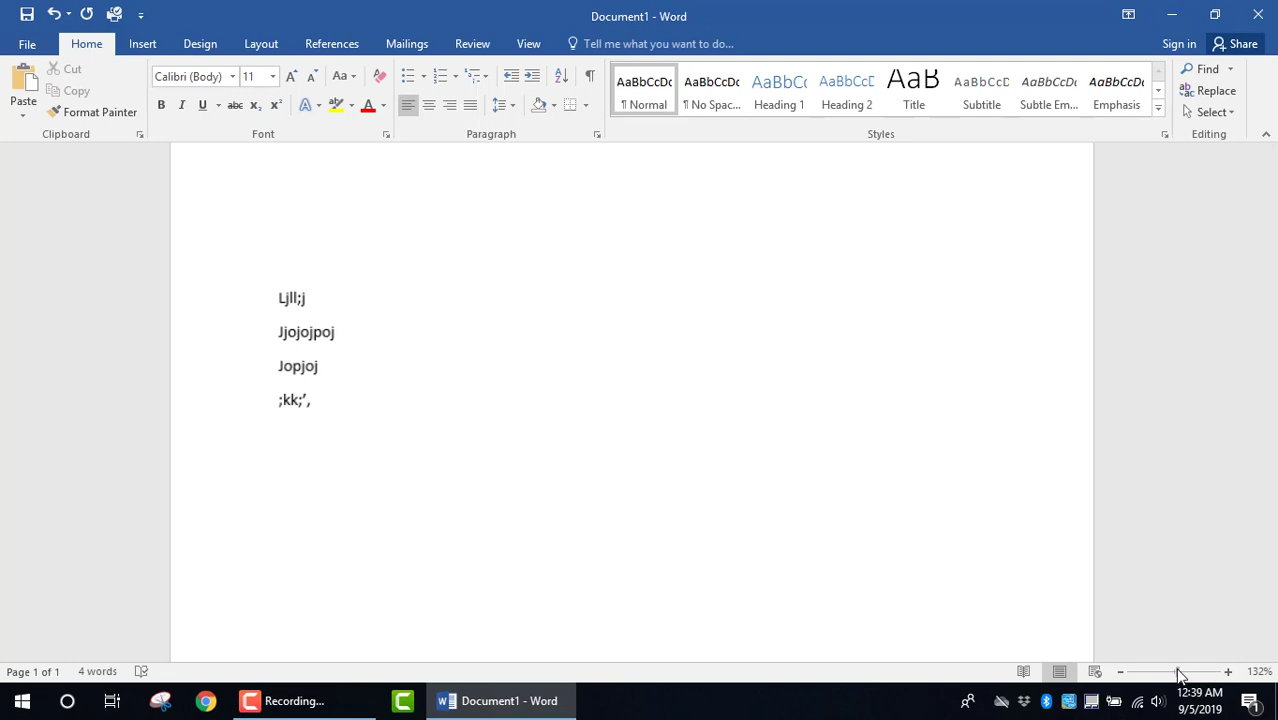 Document1 - Word
File Home Insert Design Layout References Mailings Review View Tell me what you want to do... Sign in Share
Paste
Cut
Copy
Format Painter
Clipboard
Calibri (Body) 11
Font
Paragraph
AaBbCcDc ¶ Normal
AaBbCcDc ¶ No Spac...
AaBbCc Heading 1
AaBbCcD Heading 2
AaB Title
AaBbCcD Subtitle
AaBbCcDc Subtle Em...
AaBbCcDc Emphasis
Styles
Find
Replace
Select
Editing
Ljll;j
Jjojojpoj
Jopjoj
;kk;’,
Page 1 of 1 4 words 132%
Recording... Document1 - Word 12:39 AM
9/5/2019 1